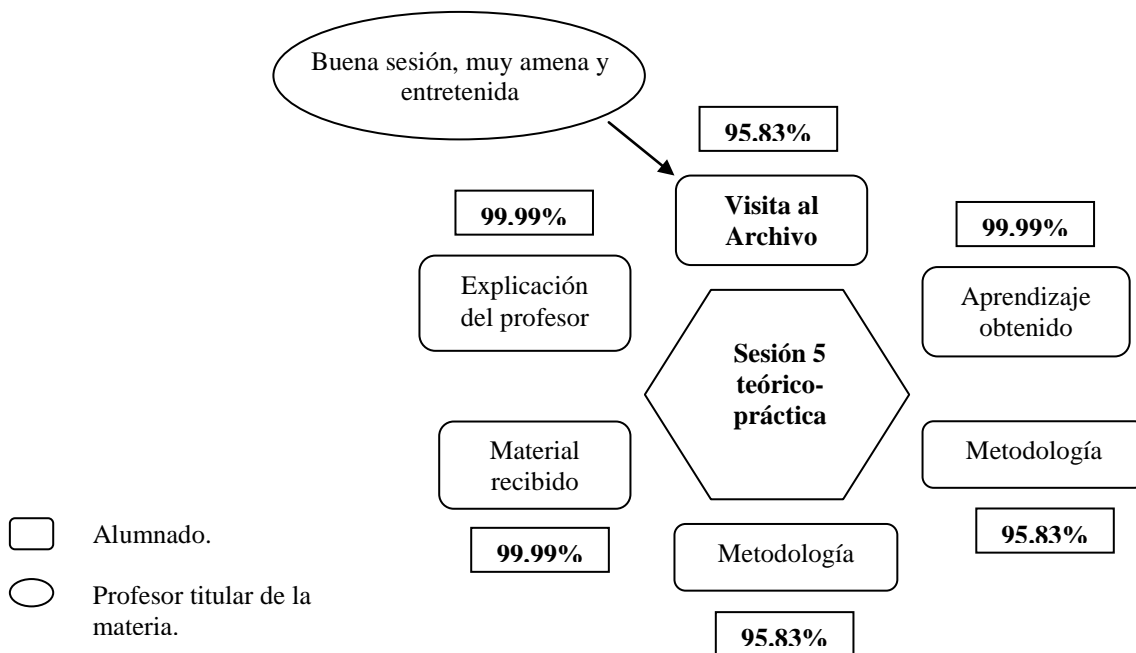 Buena sesión, muy amena y
entretenida
95.83%
Visita al
Archivo
99.99%
Explicación
del profesor
99.99%
Aprendizaje
obtenido
Sesión 5
teórico-
práctica
Material
recibido
99.99%
Metodología
95.83%
Metodología
95.83%
Alumnado.
Profesor titular de la
materia.